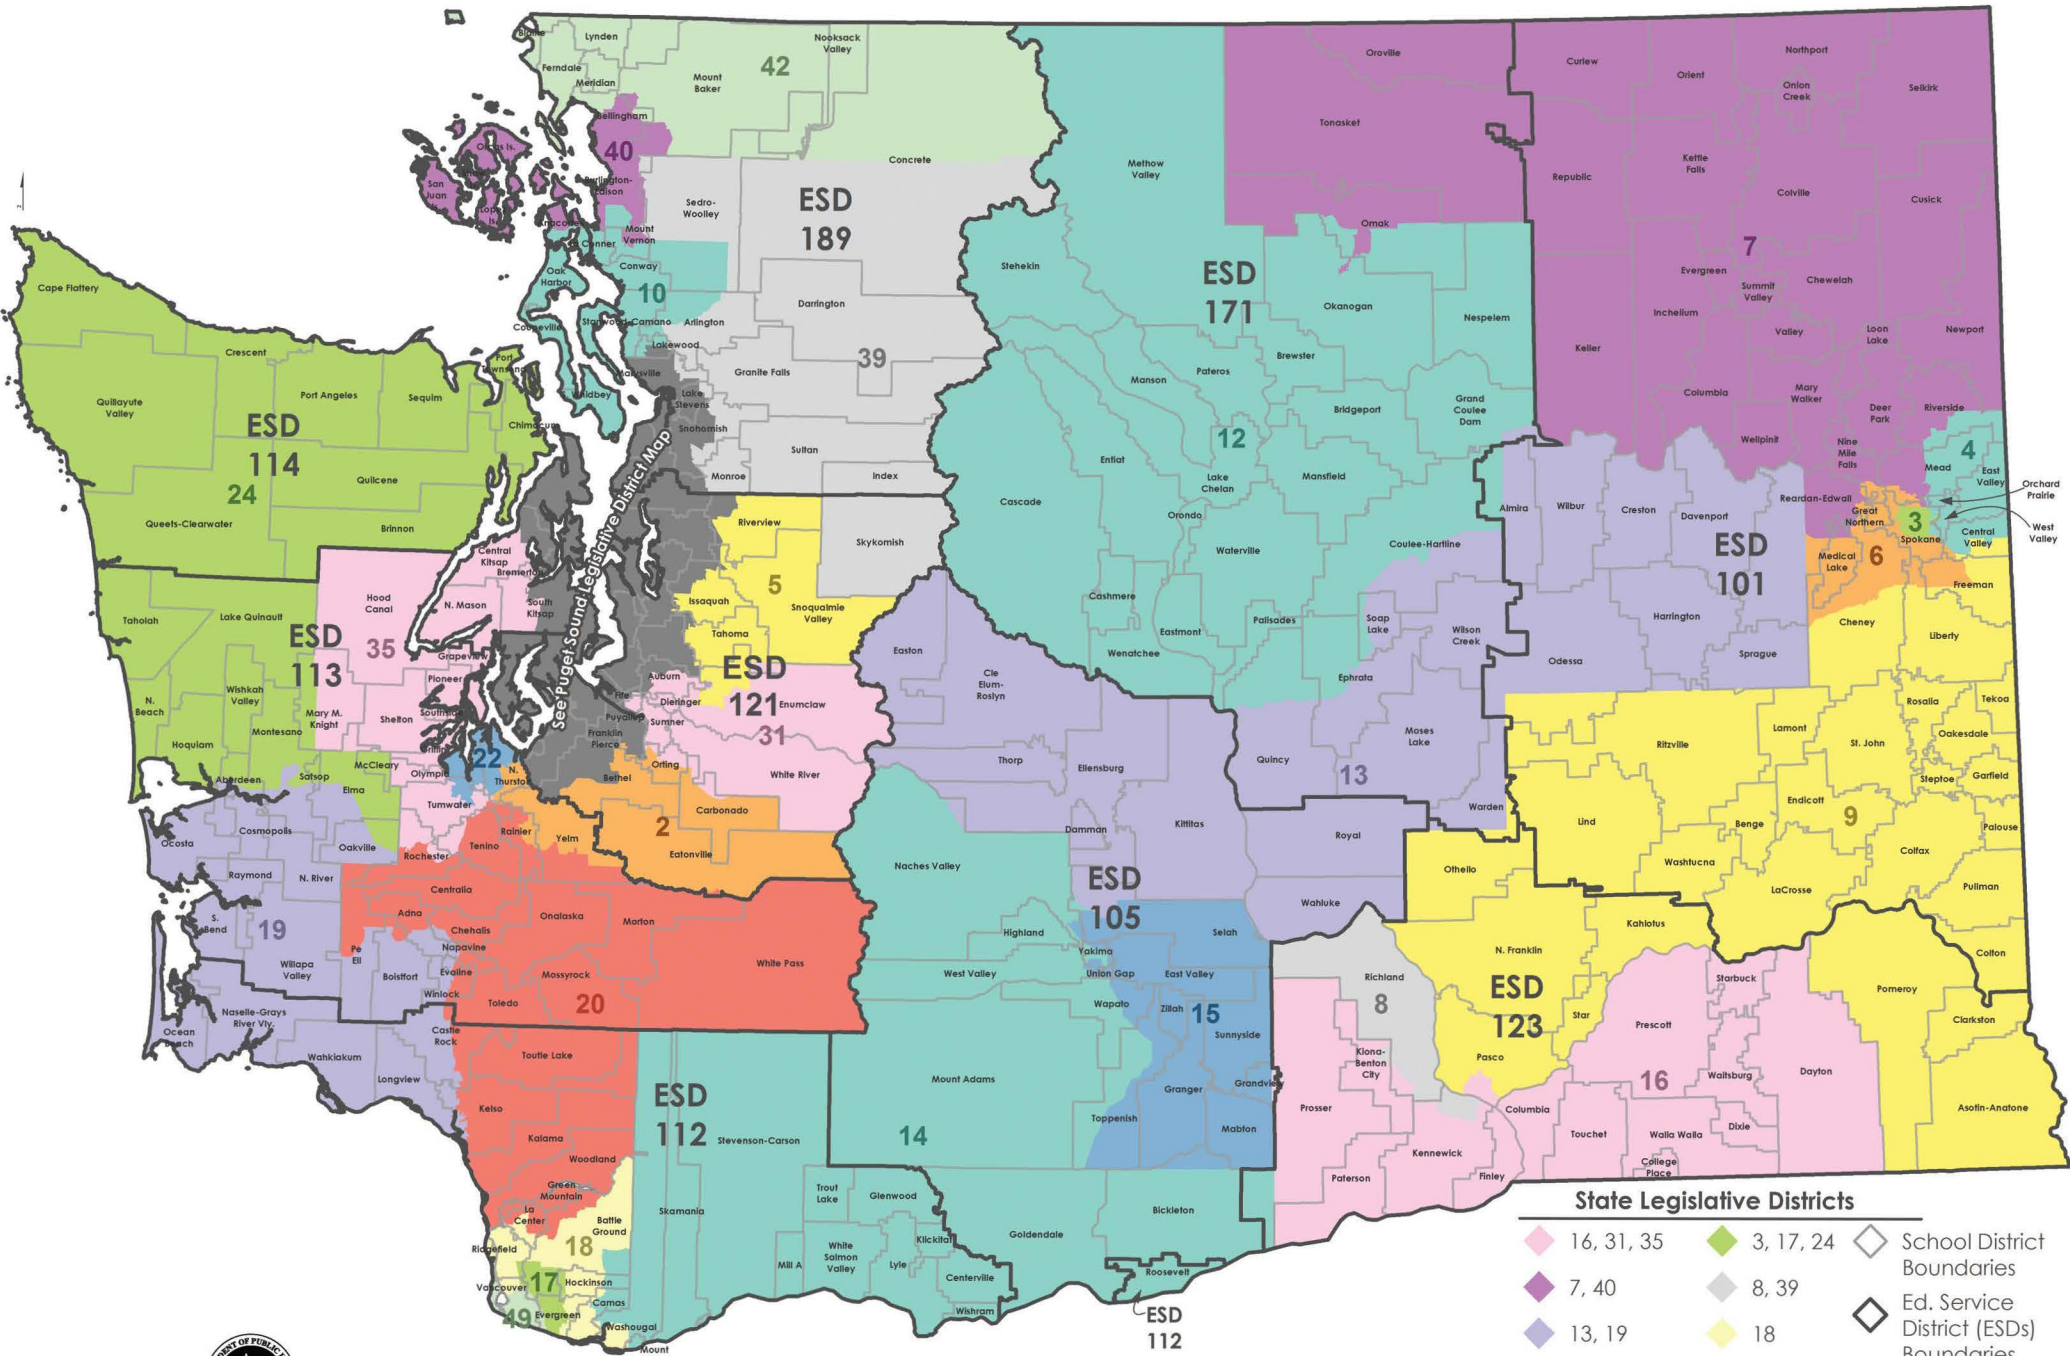 Blaine
Lynden
Nooksack
Valley
Ferndale
Meridian
Mount
Baker
42
Bellingham
40
Concrete
Orcas Is.
San
Juan
Is.
Lopez
Is.
Burlington-
Edison
Sedro-
Woolley
ESD
189
Anacortes
Mount
Vernon
La Conner
Conway
Oak
Harbor
10
Darrington
Coupeville
Stanwood-Camano
Arlington
Lakewood
39
Marysville
Granite Falls
Whidbey
Lake
Stevens
Snohomish
Sultan
Monroe
Index
Cape Flattery
Crescent
Port
Townsend
Quillayute
Valley
Port Angeles
Sequim
Chimacum
ESD
114
24
Quilcene
Queets-Clearwater
Brinnon
See Puget Sound Legislative District Map
Oroville
Tonasket
Methow
Valley
Omak
Stehekin
ESD
171
Okanogan
Nespelem
Brewster
Pateros
Manson
Bridgeport
Grand
Coulee
Dam
12
Entiat
Lake
Chelan
Mansfield
Cascade
Orondo
Waterville
Coulee-Hartline
Cashmere
Eastmont
Palisades
Wenatchee
Soap
Lake
Wilson
Creek
Ephrata
Curlew
Orient
Northport
Onion
Creek
Selkirk
Republic
Kettle
Falls
Colville
Cusick
7
Evergreen
Summit
Valley
Chewelah
Inchelium
Valley
Loon
Lake
Newport
Keller
Columbia
Mary
Walker
Deer
Park
Riverside
Wellpinit
Nine
Mile
Falls
4
Mead
East
Valley
Orchard
Prairie
Reardan-Edwall
Great
Northern
3
Spokane
West
Valley
Central
Valley
Almira
Wilbur
Creston
Davenport
ESD
101
Medical
Lake
6
Freeman
Harrington
Cheney
Liberty
Odessa
Sprague
Riverview
Skykomish
5
Issaquah
Snoqualmie
Valley
Tahoma
ESD
121
Auburn
Enumclaw
Fife
Dieringer
Puyallup
Sumner
31
Franklin
Pierce
White River
Orting
Bethel
Carbonado
2
Eatonville
Yelm
Central
Kitsap
Bremerton
Hood
Canal
N. Mason
South
Kitsap
Taholah
Lake Quinault
ESD
113
35
Grapeview
Pioneer
N.
Beach
Wishkah
Valley
Mary M.
Knight
Shelton
Southside
Montesano
Hoquiam
Griffin
22
McCleary
Olympia
N.
Thurston
Aberdeen
Satsop
Elma
Tumwater
Cosmopolis
Ocosta
Oakville
Rainier
Tenino
Rochester
Raymond
N. River
Centralia
S.
Bend
19
Adna
Chehalis
Onalaska
Morton
Pe
Ell
Napavine
Willapa
Valley
Boistfort
Evaline
Mossyrock
White Pass
Winlock
Toledo
20
Naselle-Grays
River Vly.
Ocean
Beach
Castle
Rock
Wahkiakum
Toutle Lake
Longview
Kelso
Kalama
Woodland
Green
Mountain
La
Center
Battle
Ground
Ridgefield
18
Vancouver
17
Hockinson
49
Evergreen
Camas
Washougal
Mount
ESD
112
Stevenson-Carson
Skamania
Mill A
Trout
Lake
Glenwood
White
Salmon
Valley
Lyle
Klickitat
Centerville
Wishram
Goldendale
Bickleton
Roosevelt
ESD
112
Easton
Cle
Elum-
Roslyn
Thorp
Ellensburg
Damman
Kittitas
Naches Valley
ESD
105
Highland
Yakima
Selah
West Valley
Union Gap
East Valley
Wapato
Zillah
15
Sunnyside
Mount Adams
Granger
Grandview
Toppenish
Mabton
14
Quincy
13
Moses
Lake
Warden
Royal
Wahluke
Othello
Ritzville
Lamont
St. John
Rosalia
Tekoa
Oakesdale
Steptoe
Garfield
Lind
Endicott
Benge
9
Palouse
Washtucna
Colfax
LaCrosse
Pullman
Kahlotus
N. Franklin
Colton
Richland
8
ESD
123
Starbuck
Pomeroy
Star
Prescott
Clarkston
Pasco
Kiona-
Benton
City
16
Waitsburg
Dayton
Prosser
Columbia
Asotin-Anatone
Touchet
Walla Walla
Dixie
Kennewick
College
Place
Paterson
Finley
State Legislative Districts
16, 31, 35
3, 17, 24
School District
Boundaries
7, 40
8, 39
Ed. Service
District (ESDs)
Boundaries
13, 19
18